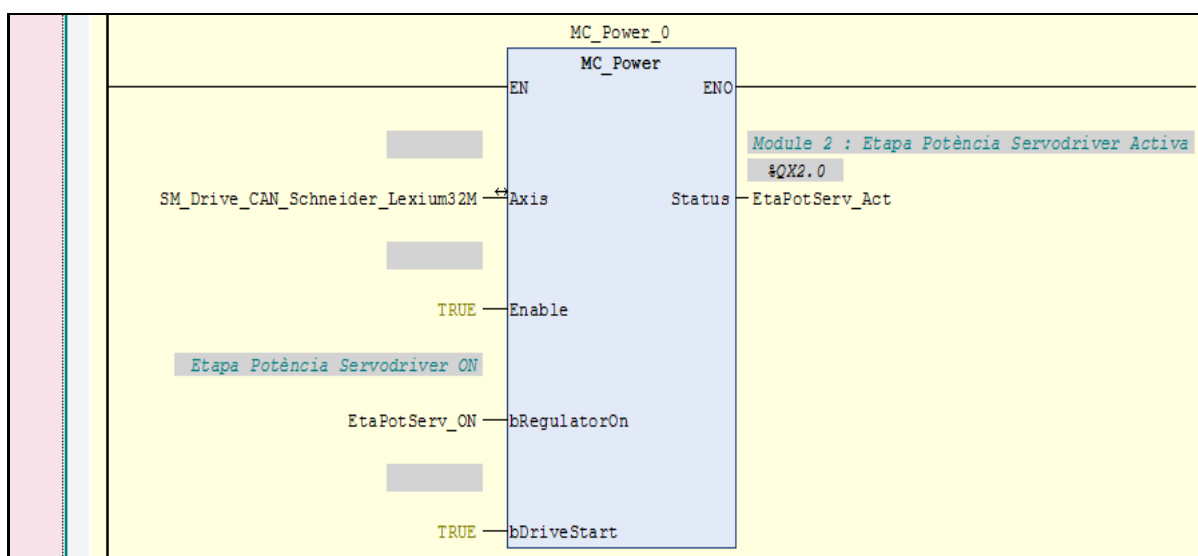 MC_Power_0
MC_Power
EN ENO
Module 2 : Etapa Potència Servodriver Activa
%QX2.0
SM_Drive_CAN_Schneider_Lexium32M Axis Status EtaPotServ_Act
TRUE Enable
Etapa Potència Servodriver ON
EtaPotServ_ON bRegulatorOn
TRUE bDriveStart